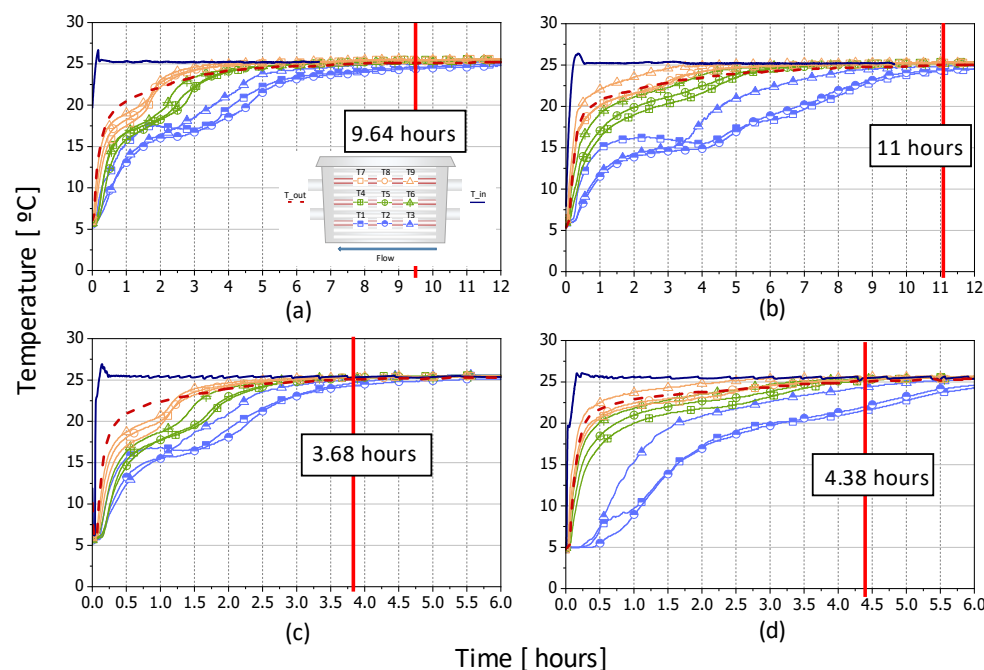 Temperature [ ºC]
30
25
20
15
10
5
0
0 1 2 3 4 5 6 7 8 9 10 11 12
9.64 hours
T_out
T7 T8 T9
T4 T5 T6
T1 T2 T3
T_in
Flow
(a)
30
25
20
15
10
5
0
0 1 2 3 4 5 6 7 8 9 10 11 12
11 hours
(b)
30
25
20
15
10
5
0
0.0 0.5 1.0 1.5 2.0 2.5 3.0 3.5 4.0 4.5 5.0 5.5 6.0
3.68 hours
(c)
30
25
20
15
10
5
0
0.0 0.5 1.0 1.5 2.0 2.5 3.0 3.5 4.0 4.5 5.0 5.5 6.0
4.38 hours
(d)
Time [ hours]